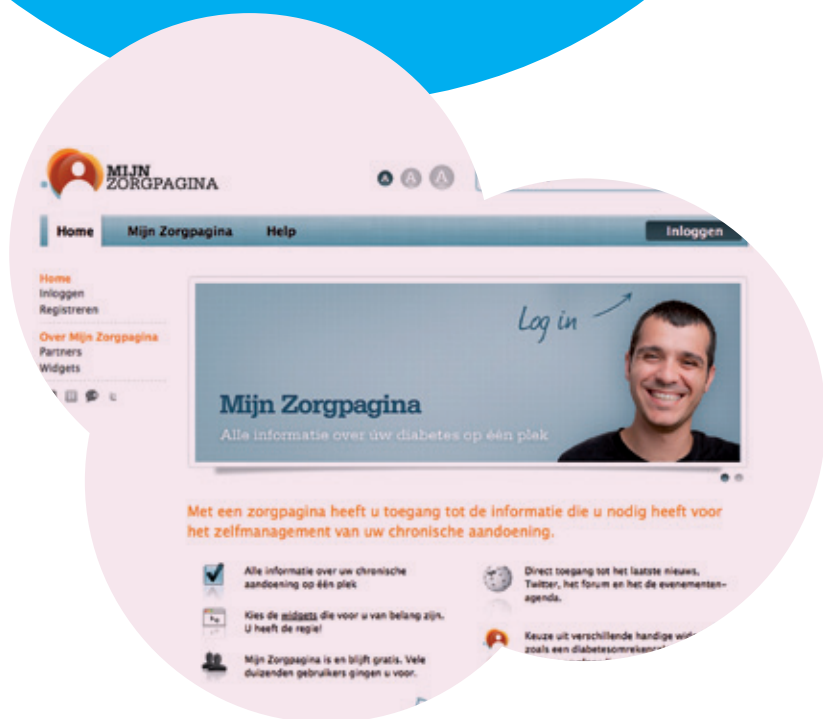 MIJN
ZORGPAGINA
A A A
Home Mijn Zorgpagina Help Inloggen
Home
Inloggen
Registreren
Over Mijn Zorgpagina
Partners
Widgets
Log in
Mijn Zorgpagina
Alle informatie over uw diabetes op één plek
Met een zorgpagina heeft u toegang tot de informatie die u nodig heeft voor
het zelfmanagement van uw chronische aandoening.
Alle informatie over uw chronische
aandoening op één plek
Kies de widgets die voor u van belang zijn.
U heeft de regie!
Mijn Zorgpagina is en blijft gratis. Vele
duizenden gebruikers gingen u voor.
Direct toegang tot het laatste nieuws,
Twitter, het forum en het de evenementen-
agenda.
Keuze uit verschillende handige
zoals een